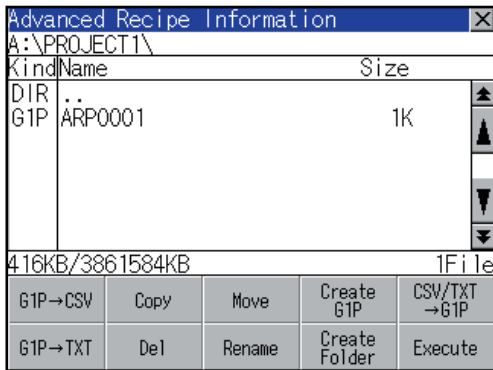 Advanced Recipe Information
A:\PROJECT1\
Kind Name Size
DIR ..
G1P ARP0001 1K
416KB/3861584KB 1File
G1P→CSV Copy Move Create G1P CSV/TXT →G1P
G1P→TXT Del Rename Create Folder Execute